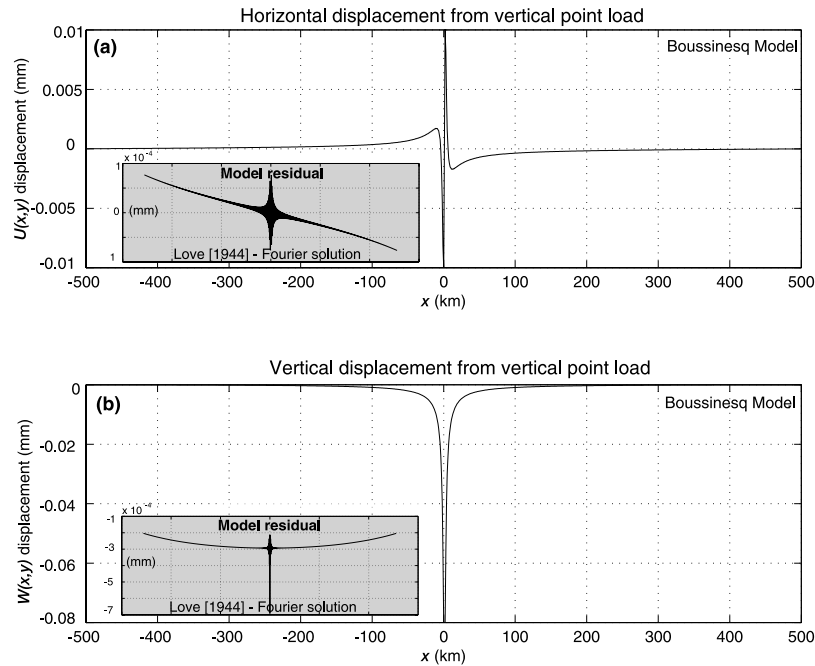 Horizontal displacement from vertical point load
0.01
(a)
Boussinesq Model
0.005
U(x,y) displacement (mm)
0
x 10 -4
1
Model residual
0
(mm)
-0.005
Love [1944] - Fourier solution
1
-0.01
-500 -400 -300 -200 -100 0 100 200 300 400 500
x (km)
Vertical displacement from vertical point load
0
(b)
Boussinesq Model
-0.02
W(x,y) displacement (mm)
-0.04
x 10 -4
-1
Model residual
-3
(mm)
-0.06
-5
Love [1944] - Fourier solution
-7
-0.08
-500 -400 -300 -200 -100 0 100 200 300 400 500
x (km)